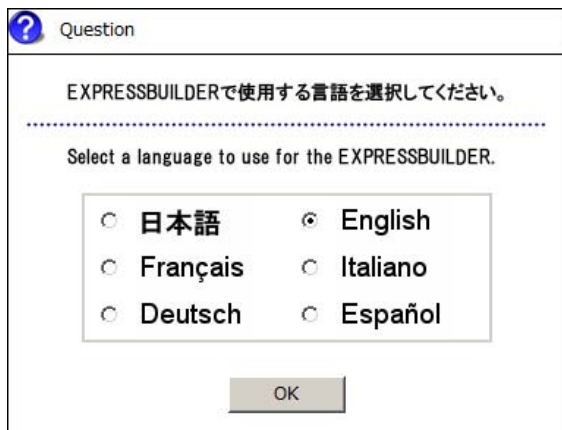 Question
EXPRESSBUILDERで使用する言語を選択してください。
Select a language to use for the EXPRESSBUILDER.
日本語 English
Français Italiano
Deutsch Español
OK